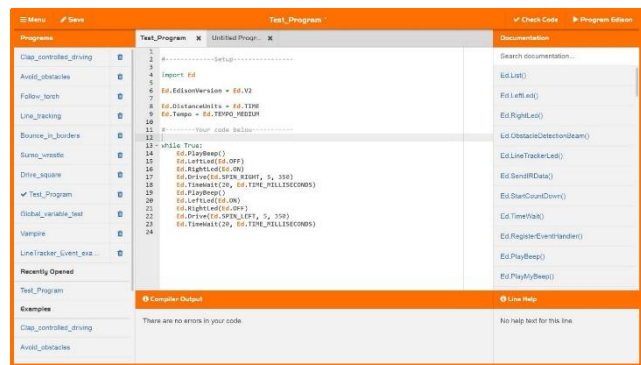 Menu
Save
Test_Program *
Check Code
Program Edison
Programs
Clap_controlled_driving
Avoid_obstacles
Follow_torch
Line_tracking
Bounce_in_borders
Sumo_wrestle
Drive_square
Test_Program
Global_variable_test
Vampire
LineTracker_Event_exa...
Recently Opened
Test_Program
Examples
Clap_controlled_driving
Avoid_obstacles
Test_Program x
Untitled Progr... x
1
2 #-------------Setup----------------
3
4 import Ed
5
6 Ed.EdisonVersion = Ed.V2
7
8 Ed.DistanceUnits = Ed.TIME
9 Ed.Tempo = Ed.TEMPO_MEDIUM
10
11 #--------Your code below-----------
12
13 while True:
14 Ed.PlayBeep()
15 Ed.LeftLed(Ed.OFF)
16 Ed.RightLed(Ed.ON)
17 Ed.Drive(Ed.SPIN_RIGHT, 5, 350)
18 Ed.TimeWait(20, Ed.TIME_MILLISECONDS)
19 Ed.PlayBeep()
20 Ed.LeftLed(Ed.ON)
21 Ed.RightLed(Ed.OFF)
22 Ed.Drive(Ed.SPIN_LEFT, 5, 350)
23 Ed.TimeWait(20, Ed.TIME_MILLISECONDS)
24
Compiler Output
There are no errors in your code.
Documentation
Search documentation...
Ed.List()
Ed.LeftLed()
Ed.RightLed()
Ed.ObstacleDetectionBeam()
Ed.LineTrackerLed()
Ed.SendIRData()
Ed.StartCountDown()
Ed.TimeWait()
Ed.RegisterEventHandler()
Ed.PlayBeep()
Ed.PlayMyBeep()
Line Help
No help text for this line.